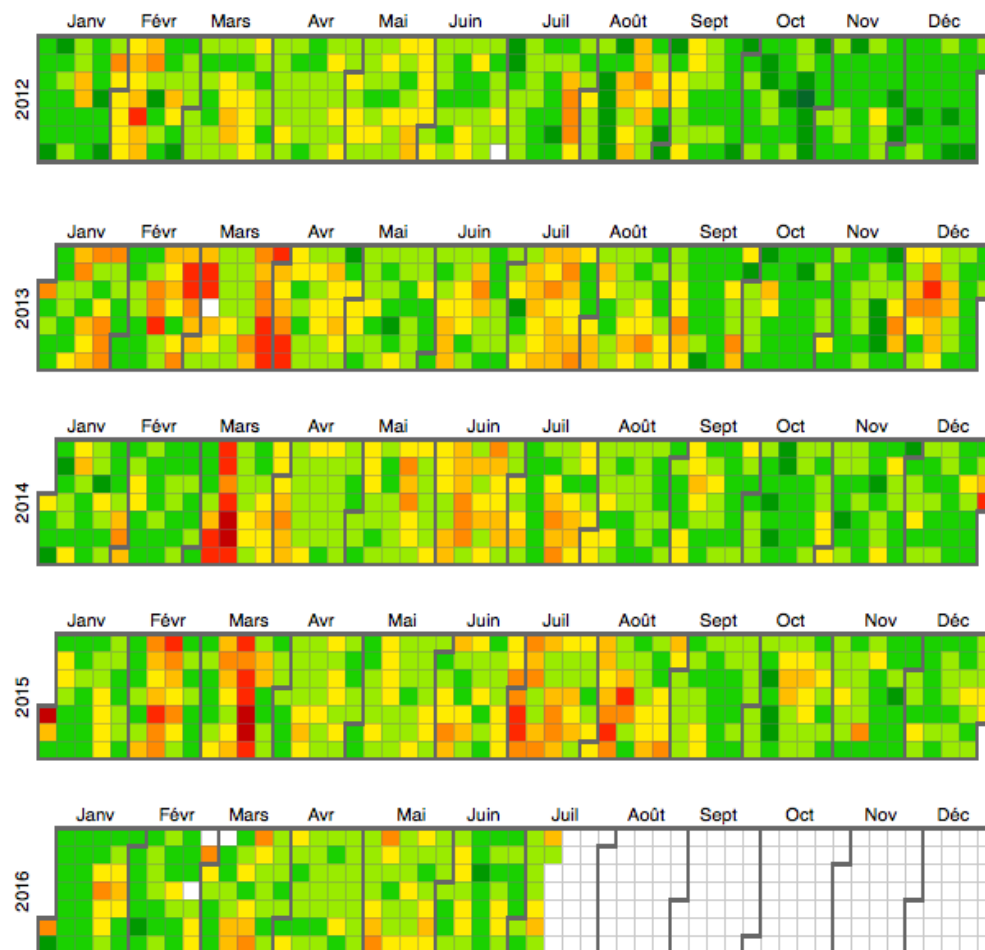 Janv Févr Mars Avr Mai Juin Juil Août Sept Oct Nov Déc
2012
Janv Févr Mars Avr Mai Juin Juil Août Sept Oct Nov Déc
2013
Janv Févr Mars Avr Mai Juin Juil Août Sept Oct Nov Déc
2014
Janv Févr Mars Avr Mai Juin Juil Août Sept Oct Nov Déc
2015
Janv Févr Mars Avr Mai Juin Juil Août Sept Oct Nov Déc
2016